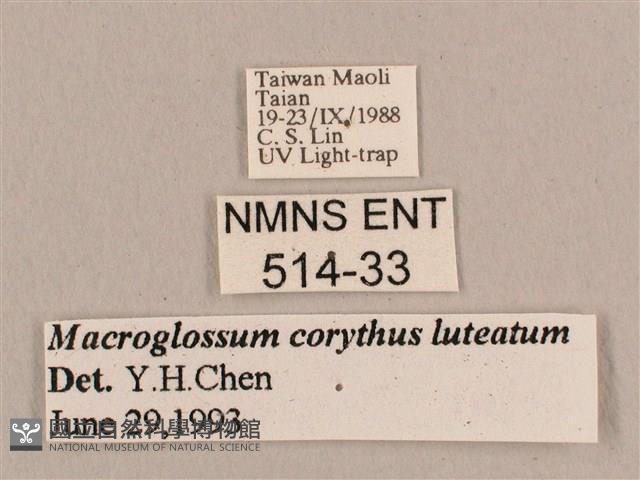 Taiwan Maoli
Taian
19-23/IX/1988
C. S. Lin
UV Light-trap
NMNS ENT
514-33
Macroglossum corythus luteatum
Det. Y.H.Chen
June 29,1993
國立自然科學博物館
NATIONAL MUSEUM OF NATURAL SCIENCE